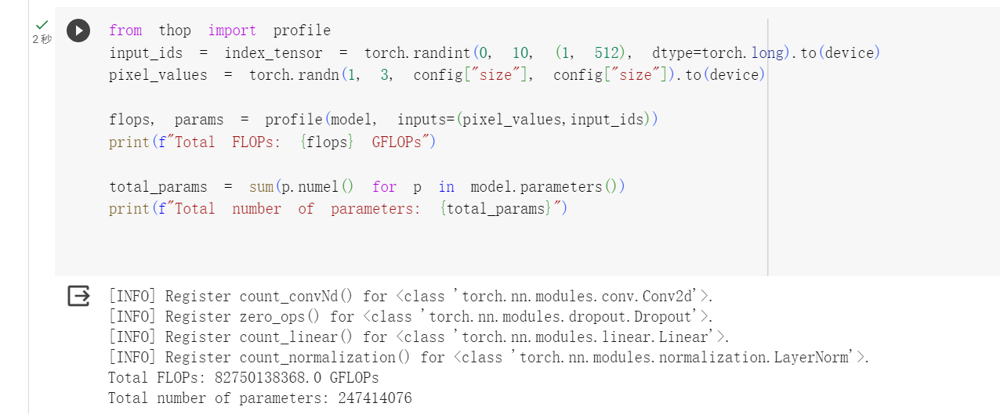 2 秒
from thop import profile
input_ids = index_tensor = torch.randint(0, 10, (1, 512), dtype=torch.long).to(device)
pixel_values = torch.randn(1, 3, config["size"], config["size"]).to(device)
flops, params = profile(model, inputs=(pixel_values,input_ids))
print(f"Total FLOPs: {flops} GFLOPs")
total_params = sum(p.numel() for p in model.parameters())
print(f"Total number of parameters: {total_params}")
[INFO] Register count_convNd() for <class 'torch.nn.modules.conv.Conv2d'>.
[INFO] Register zero_ops() for <class 'torch.nn.modules.dropout.Dropout'>.
[INFO] Register count_linear() for <class 'torch.nn.modules.linear.Linear'>.
[INFO] Register count_normalization() for <class 'torch.nn.modules.normalization.LayerNorm'>.
Total FLOPs: 82750138368.0 GFLOPs
Total number of parameters: 247414076